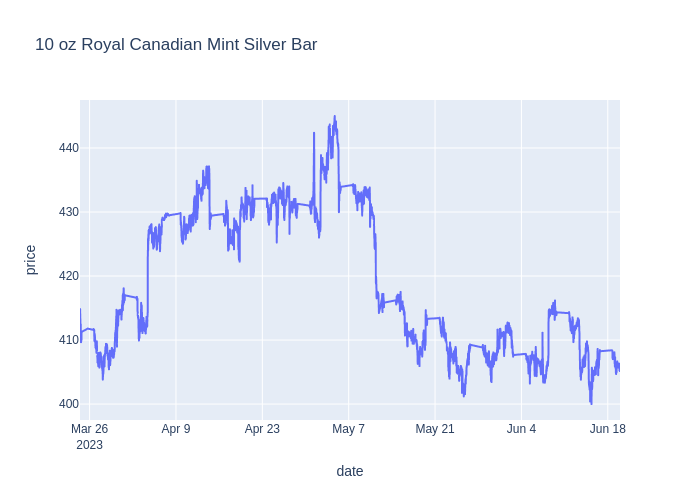 10 oz Royal Canadian Mint Silver Bar
440
430
420
410
400
price
Mar 26
2023
Apr 9
Apr 23
May 7
May 21
Jun 4
Jun 18
date